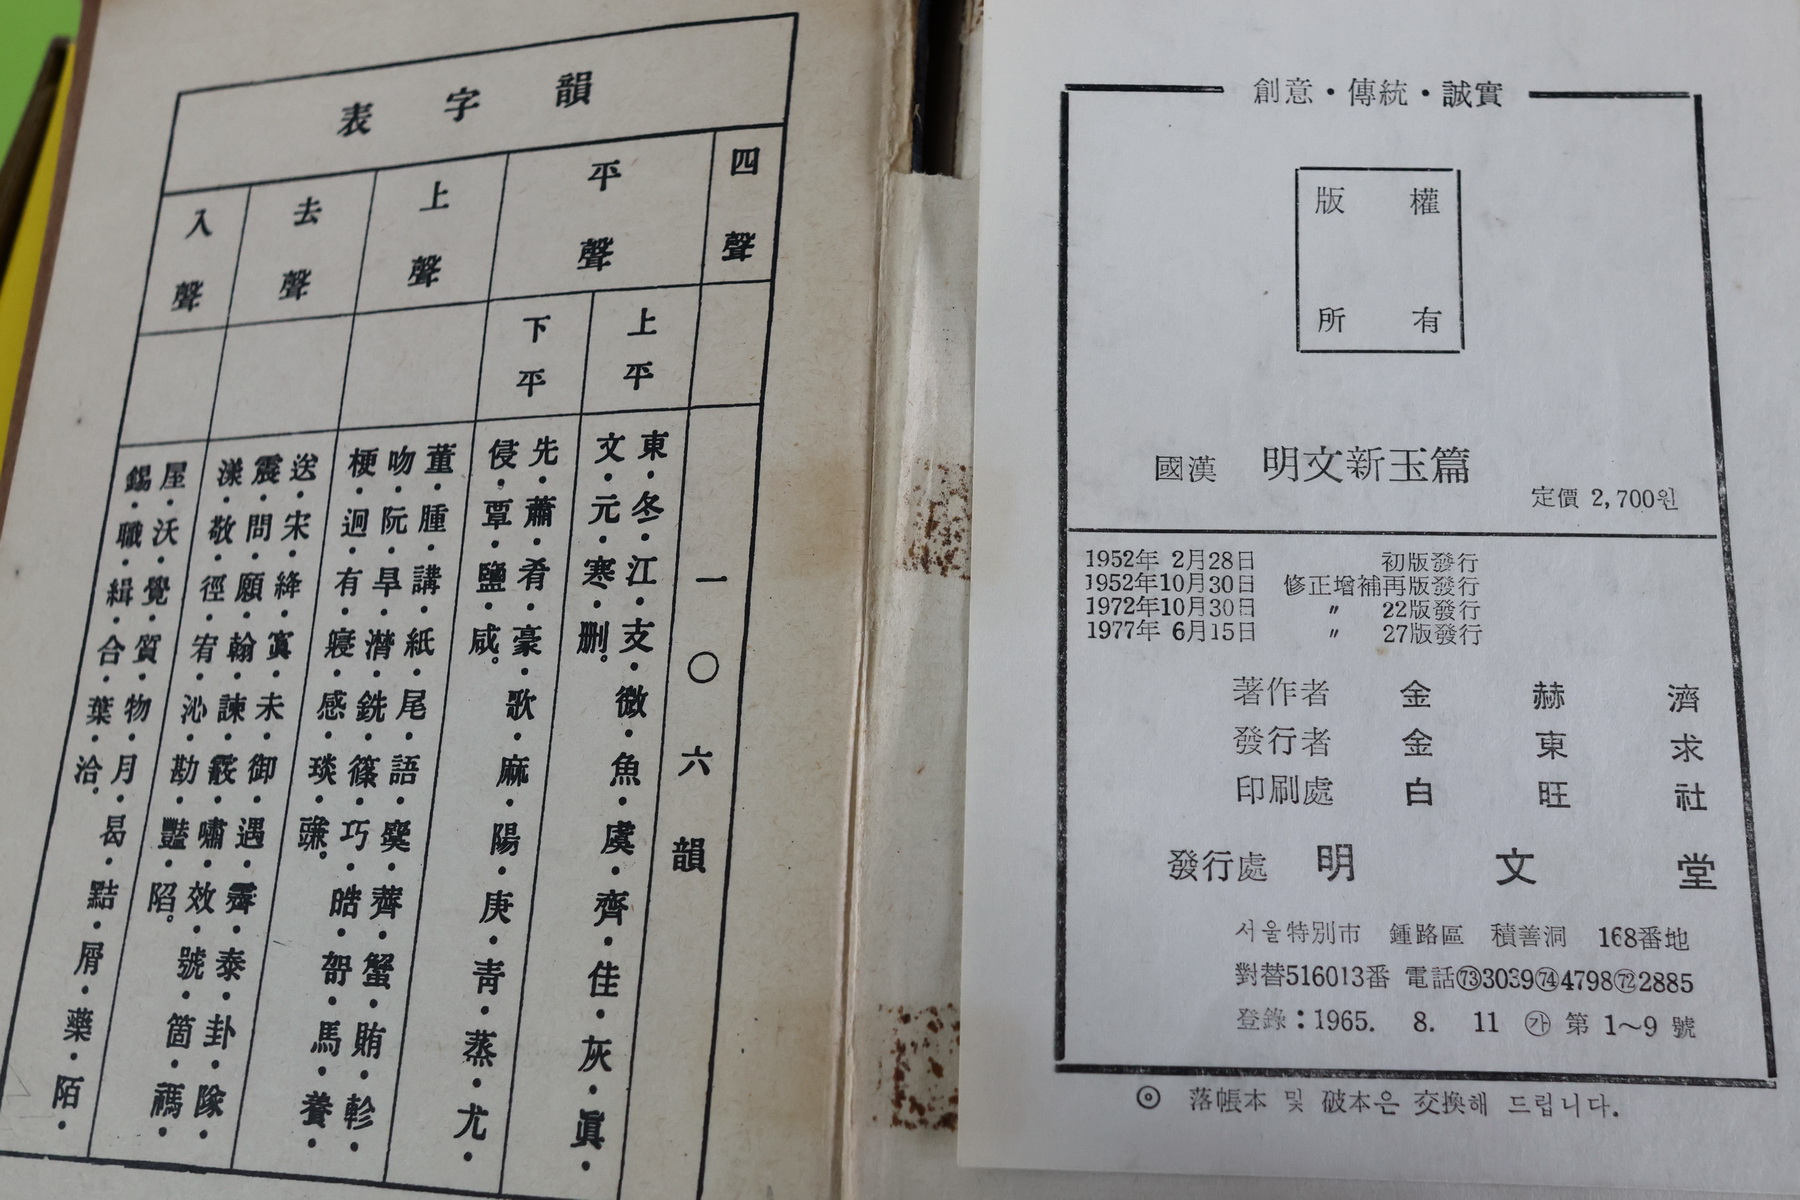 韻字表
四聲
平聲
上聲
去聲
入聲
上平
下平
一〇六韻
東・冬・江・支・微・魚・虞・齊・佳・灰・眞・
文・元・寒・刪。
先・蕭・肴・豪・歌・麻・陽・庚・靑・蒸・尤・
侵・覃・鹽・咸。
董・腫・講・紙・尾・語・麌・薺・蟹・賄・軫・
吻・阮・旱・濟・銑・篠・巧・晧・哿・馬・養・
梗・迥・有・寢・感・琰・豏。
送・宋・絳・寘・未・御・遇・霽・泰・卦・隊・
震・問・願・翰・諫・霰・嘯・效・號・箇・禡・
漾・敬・徑・宥・沁・勘・豔・陷。
屋・沃・覺・質・物・月・曷・黠・屑・藥・陌・
錫・職・緝・合・葉・洽。
創意・傳統・誠實
版權
所有
國漢 明文新玉篇
定價 2,700원
1952年 2月28日 初版發行
1952年10月30日 修正增補再版發行
1972年10月30日 〃 22版發行
1977年 6月15日 〃 27版發行
著作者 金赫濟
發行者 金東求
印刷處 白旺社
發行處 明文堂
서울特別市 鍾路區 積善洞 168番地
對替516013番 電話㉓3039㉔4798㉒2885
登錄:1965. 8. 11 ㉮ 第 1~9 號
◎ 落帳本 및 破本은 交換해 드립니다.